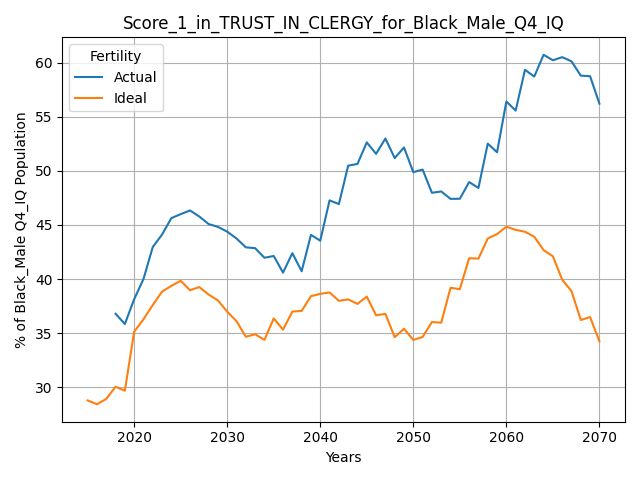 Score_1_in_TRUST_IN_CLERGY_for_Black_Male_Q4_IQ
Fertility
Actual
Ideal
% of Black_Male Q4_IQ Population
60
55
50
45
40
35
30
2020
2030
2040
2050
2060
2070
Years